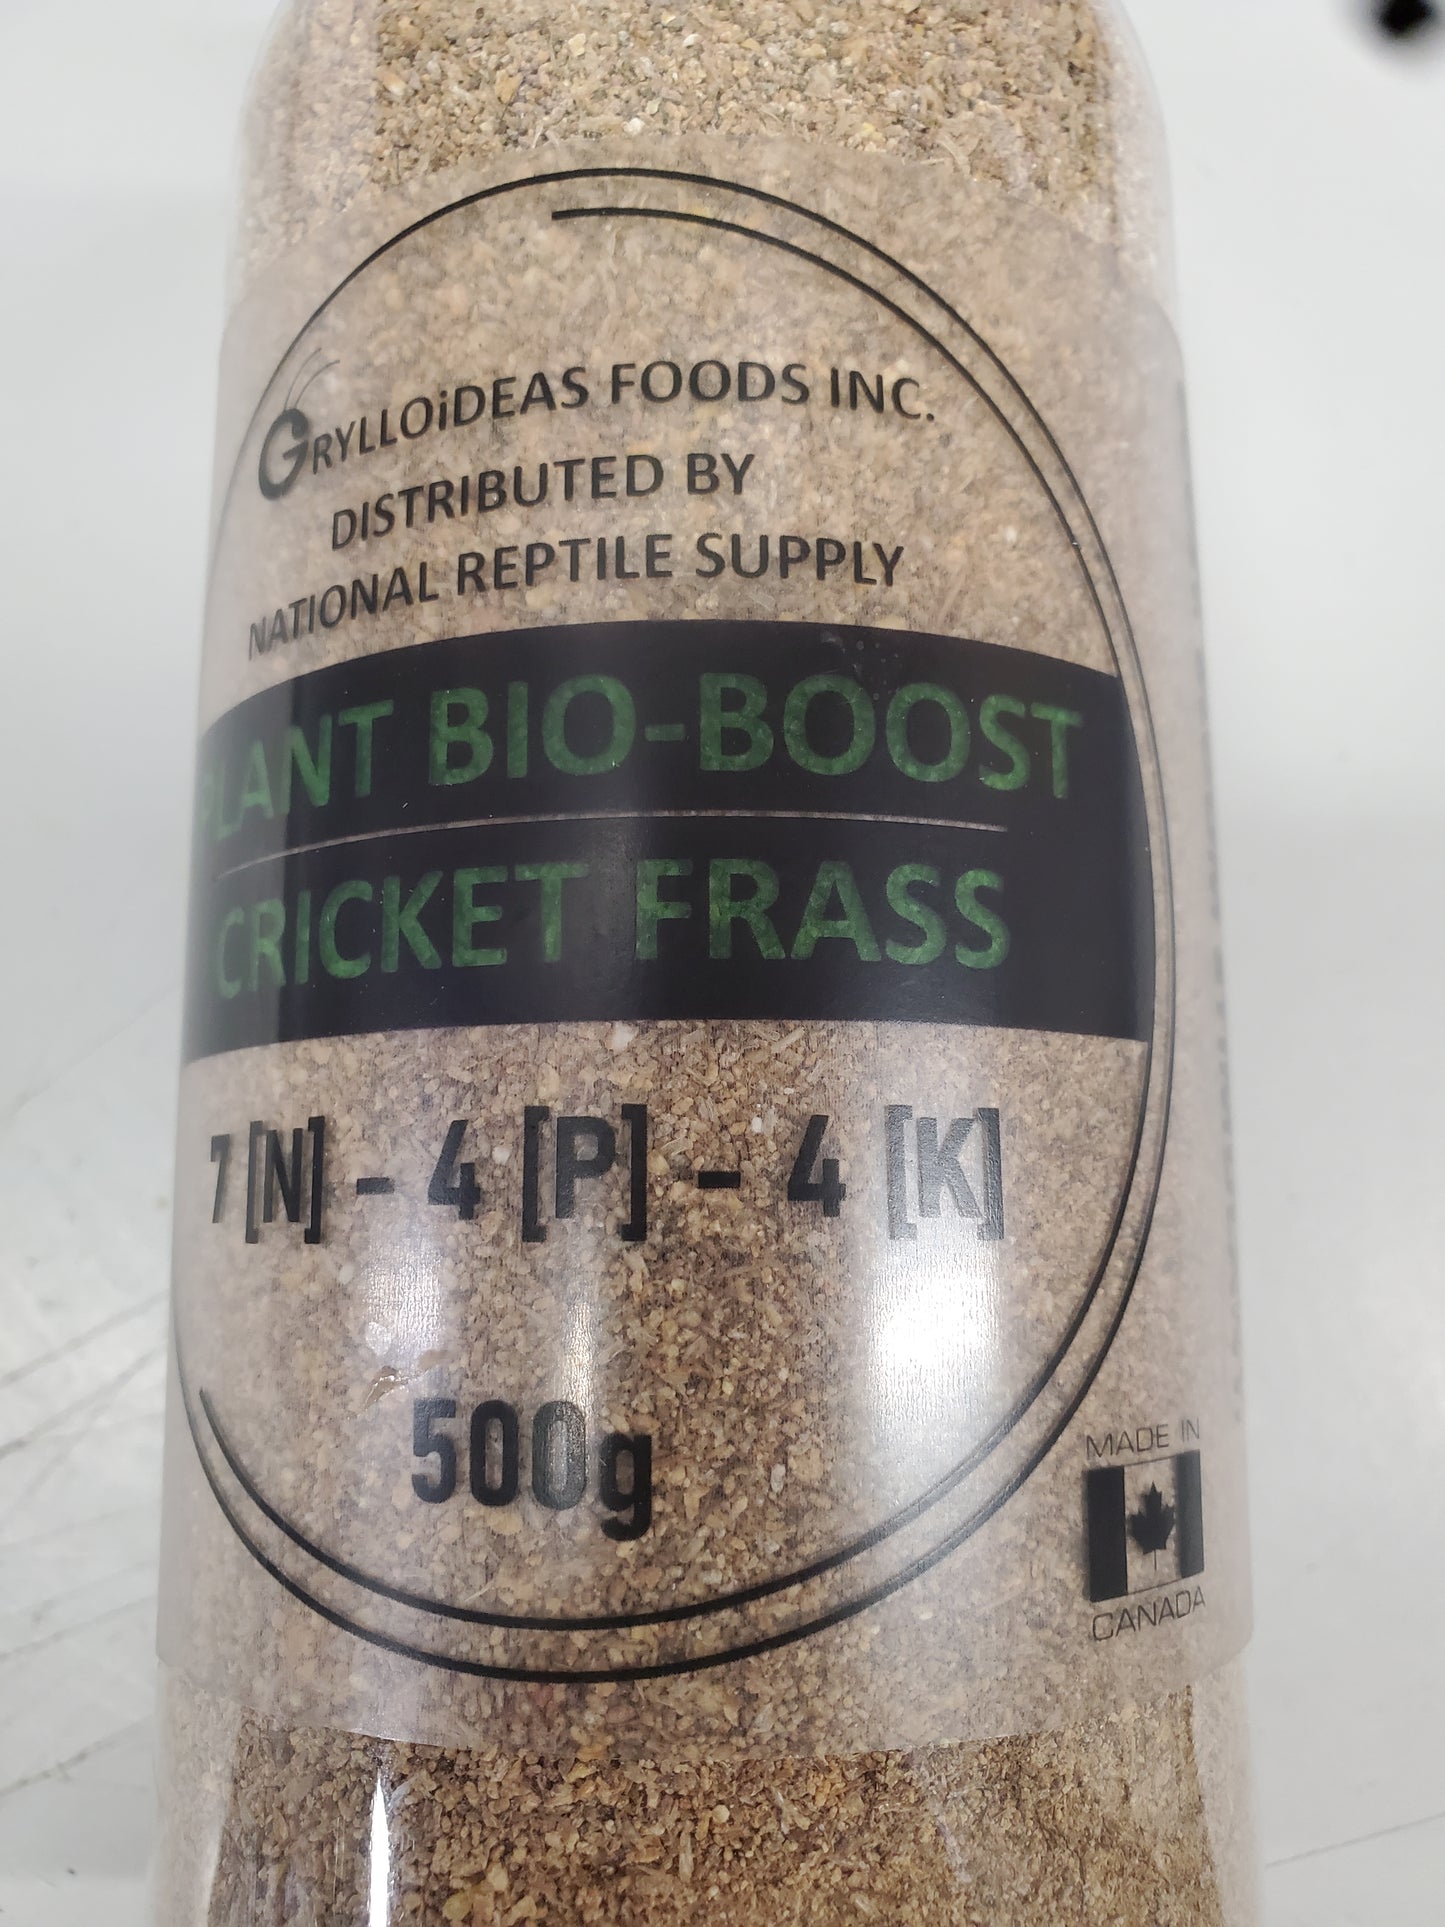 GRYLLOiDEAS FOODS INC.
DISTRIBUTED BY
NATIONAL REPTILE SUPPLY
PLANT BIO-BOOST
CRICKET FRASS
7 [N] - 4 [P] - 4 [K]
500g
MADE IN
CANADA